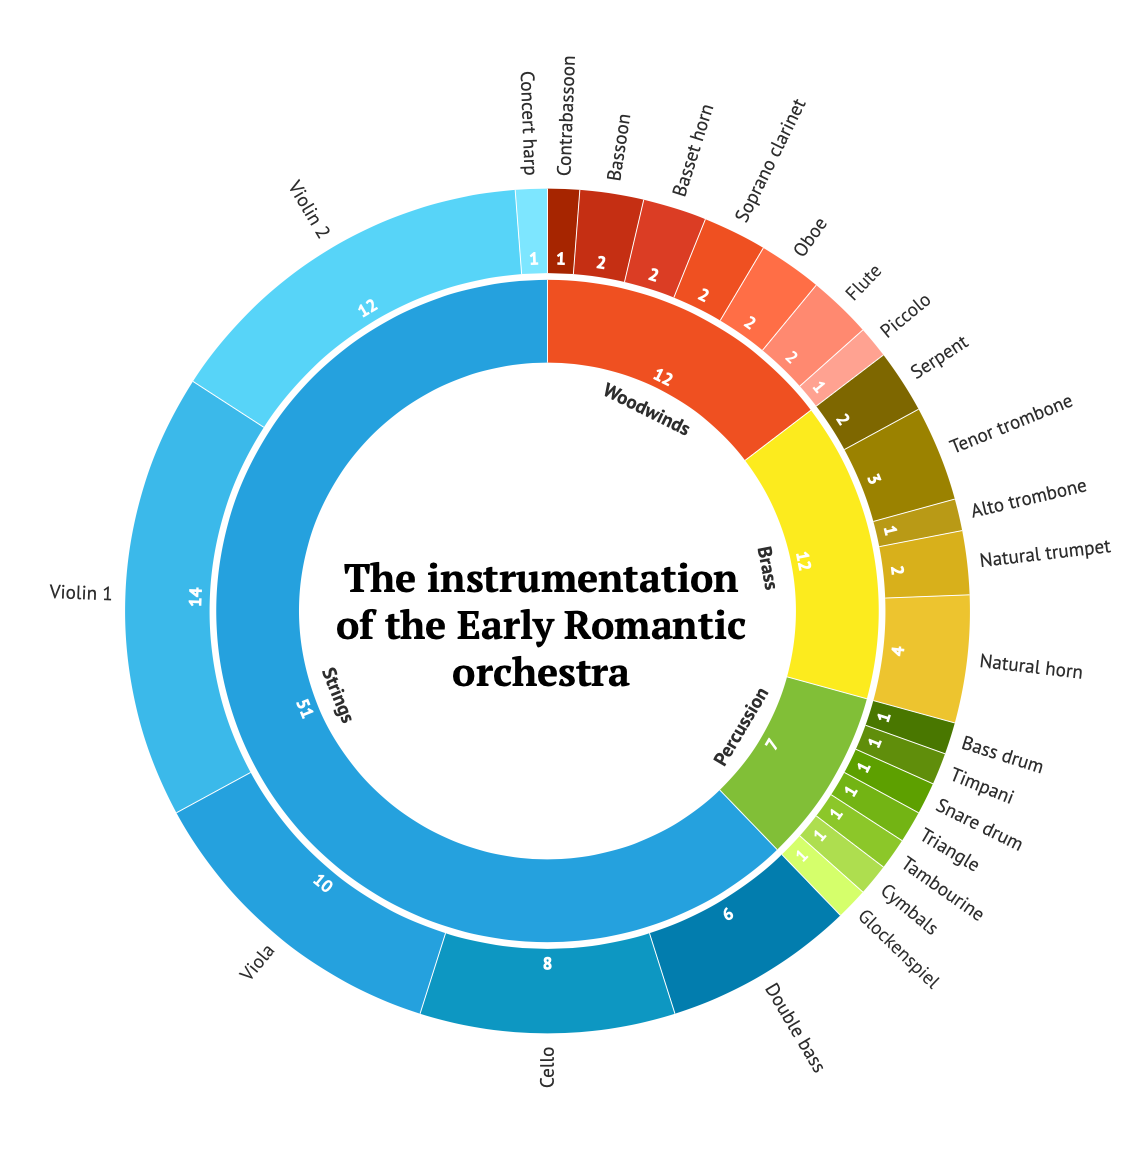 Concert harp
Contrabassoon
Bassoon
Basset horn
Soprano clarinet
Oboe
Flute
Piccolo
Serpent
Tenor trombone
Alto trombone
Natural trumpet
Natural horn
Bass drum
Timpani
Snare drum
Triangle
Tambourine
Cymbals
Glockenspiel
Double bass
Cello
Viola
Violin 1
Violin 2
1
1
2
2
2
2
2
1
2
3
1
2
4
1
1
1
1
1
1
1
6
8
10
14
12
12
Woodwinds
12
Brass
7
Percussion
51
Strings
The instrumentation
of the Early Romantic
orchestra